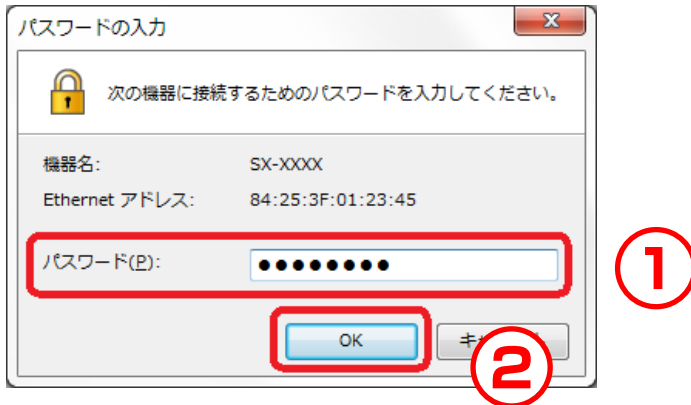 パスワードの入力
次の機器に接続するためのパスワードを入力してください。
機器名: SX-XXXX
Ethernet アドレス: 84:25:3F:01:23:45
パスワード(P): ●●●●●●●●
①
OK
②